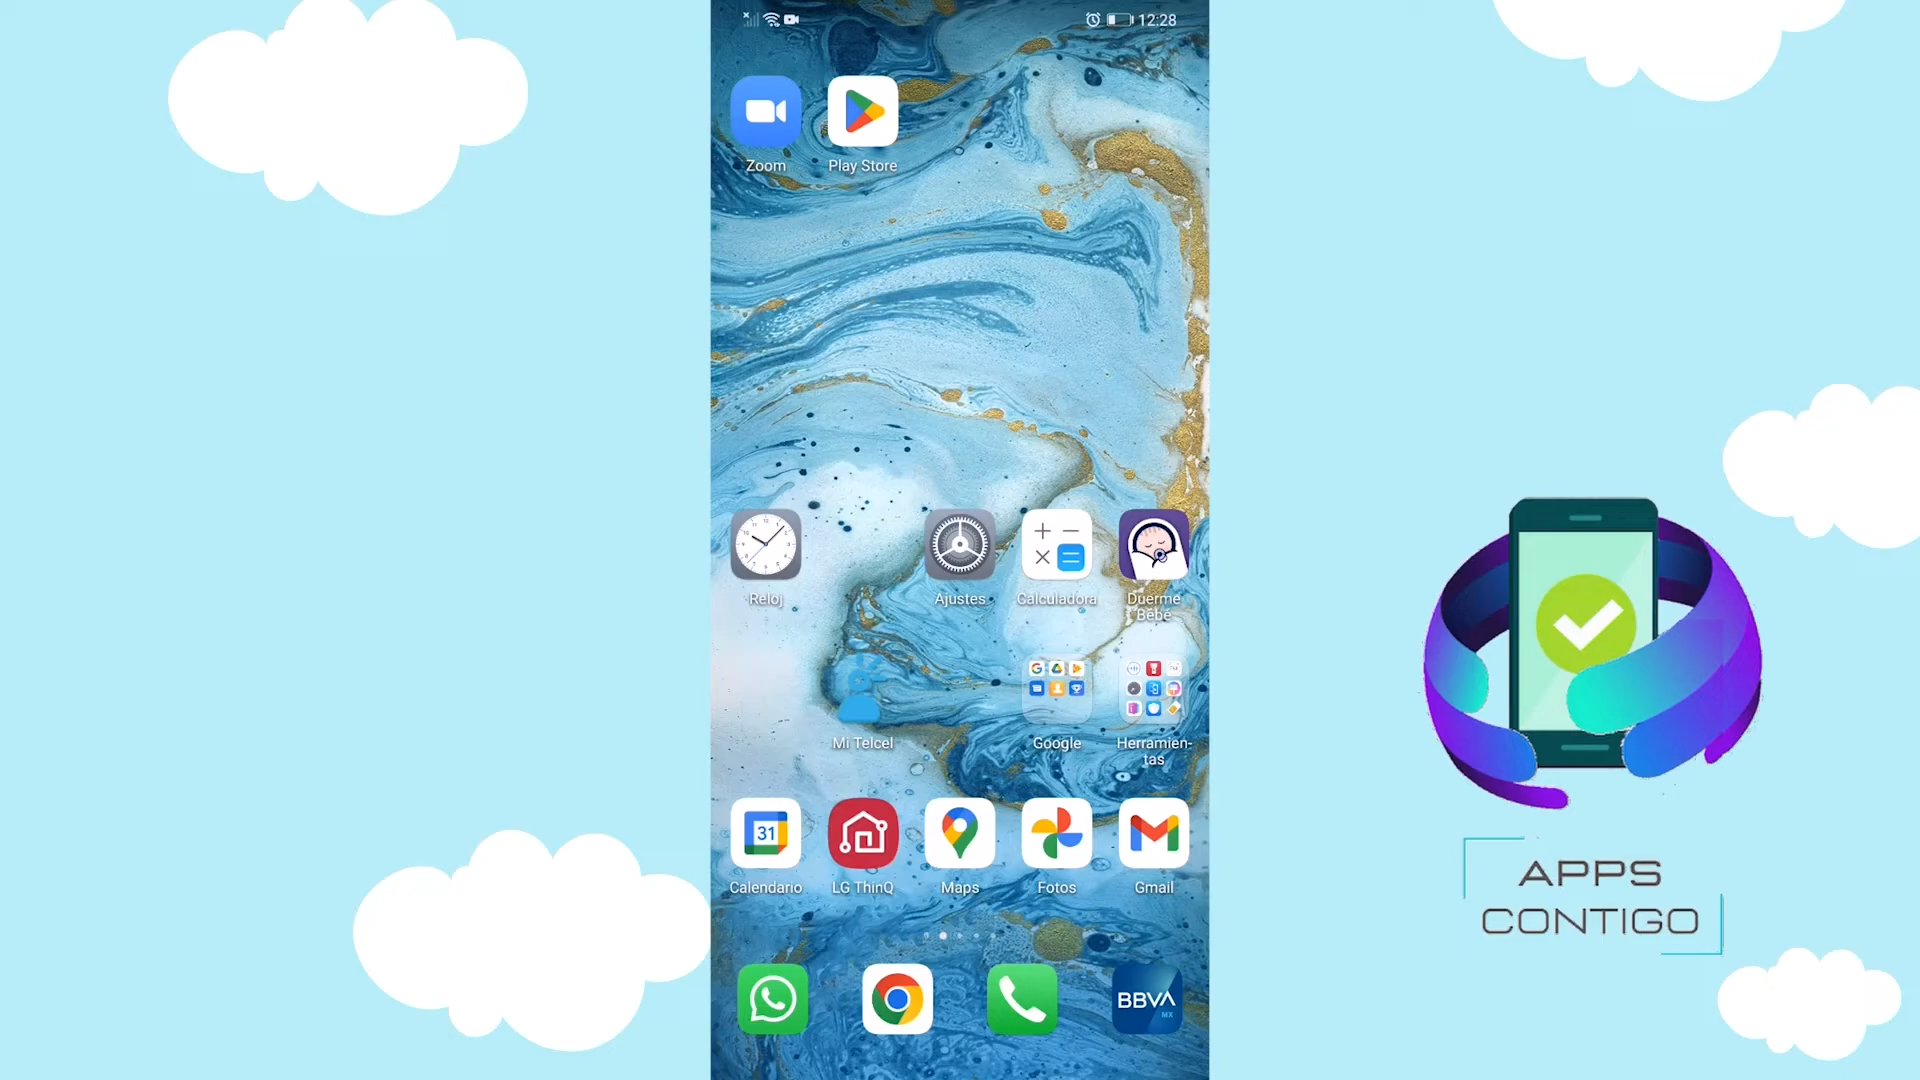 12:28
Zoom
Play Store
Reloj
Ajustes
Calculadora
Duerme
Bebé
Mi Telcel
Google
Herramien-
tas
31
Calendario
LG ThinQ
Maps
Fotos
Gmail
BBVA
MX
APPS
CONTIGO